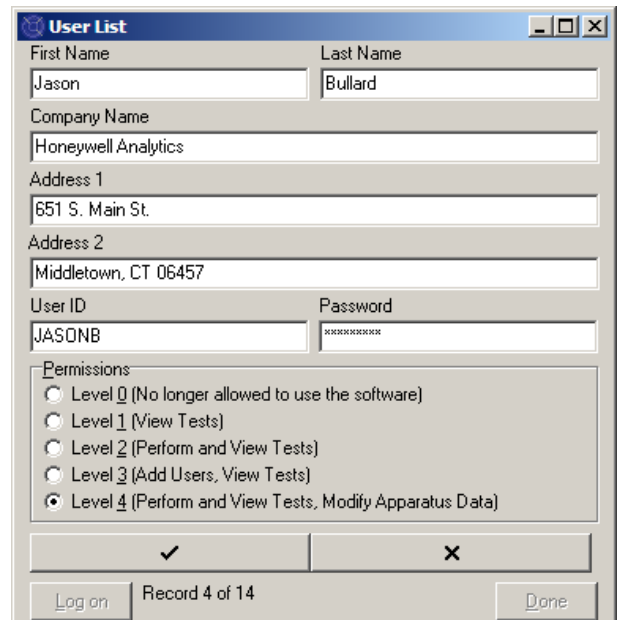 User List
First Name Last Name
Jason Bullard
Company Name
Honeywell Analytics
Address 1
651 S. Main St.
Address 2
Middletown, CT 06457
User ID Password
JASONB *********
Permissions
Level 0 (No longer allowed to use the software)
Level 1 (View Tests)
Level 2 (Perform and View Tests)
Level 3 (Add Users, View Tests)
Level 4 (Perform and View Tests, Modify Apparatus Data)
Log on Record 4 of 14 Done